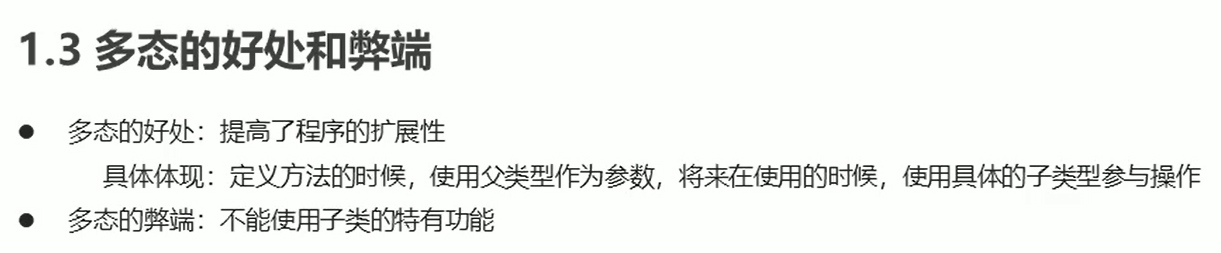 1.3 多态的好处和弊端
● 多态的好处：提高了程序的扩展性
具体体现：定义方法的时候，使用父类型作为参数，将来在使用的时候，使用具体的子类型参与操作
● 多态的弊端：不能使用子类的特有功能